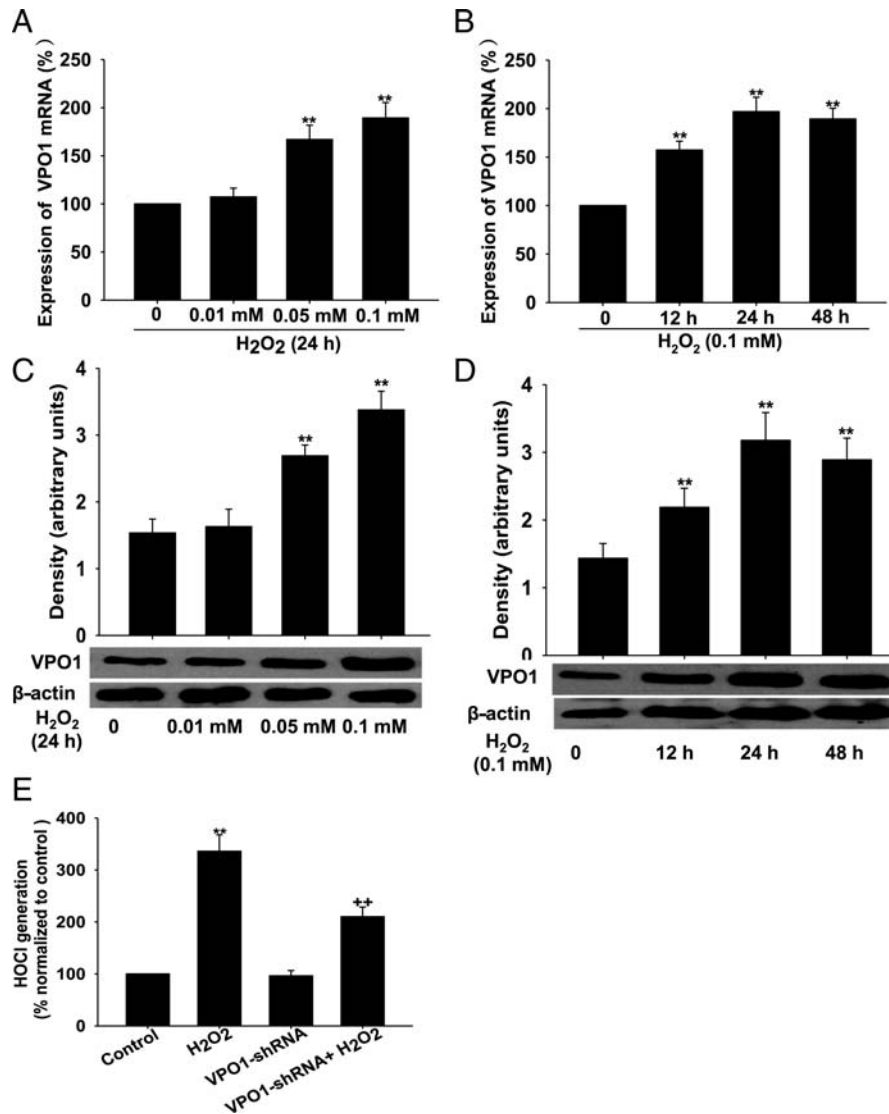 A
Expression of VPO1 mRNA (%)
250
200
150
100
50
0
**
**
0 0.01 mM 0.05 mM 0.1 mM
H2O2 (24 h)
B
Expression of VPO1 mRNA (%)
250
200
150
100
50
0
**
**
**
0 12 h 24 h 48 h
H2O2 (0.1 mM)
C
Density (arbitrary units)
4
3
2
1
0
**
**
VPO1
β-actin
H2O2
(24 h)
0 0.01 mM 0.05 mM 0.1 mM
D
Density (arbitrary units)
4
3
2
1
0
**
**
**
VPO1
β-actin
H2O2
(0.1 mM)
0 12 h 24 h 48 h
E
HOCl generation
(% normalized to control )
400
300
200
100
0
**
++
Control
H2O2
VPO1-shRNA
VPO1-shRNA+ H2O2